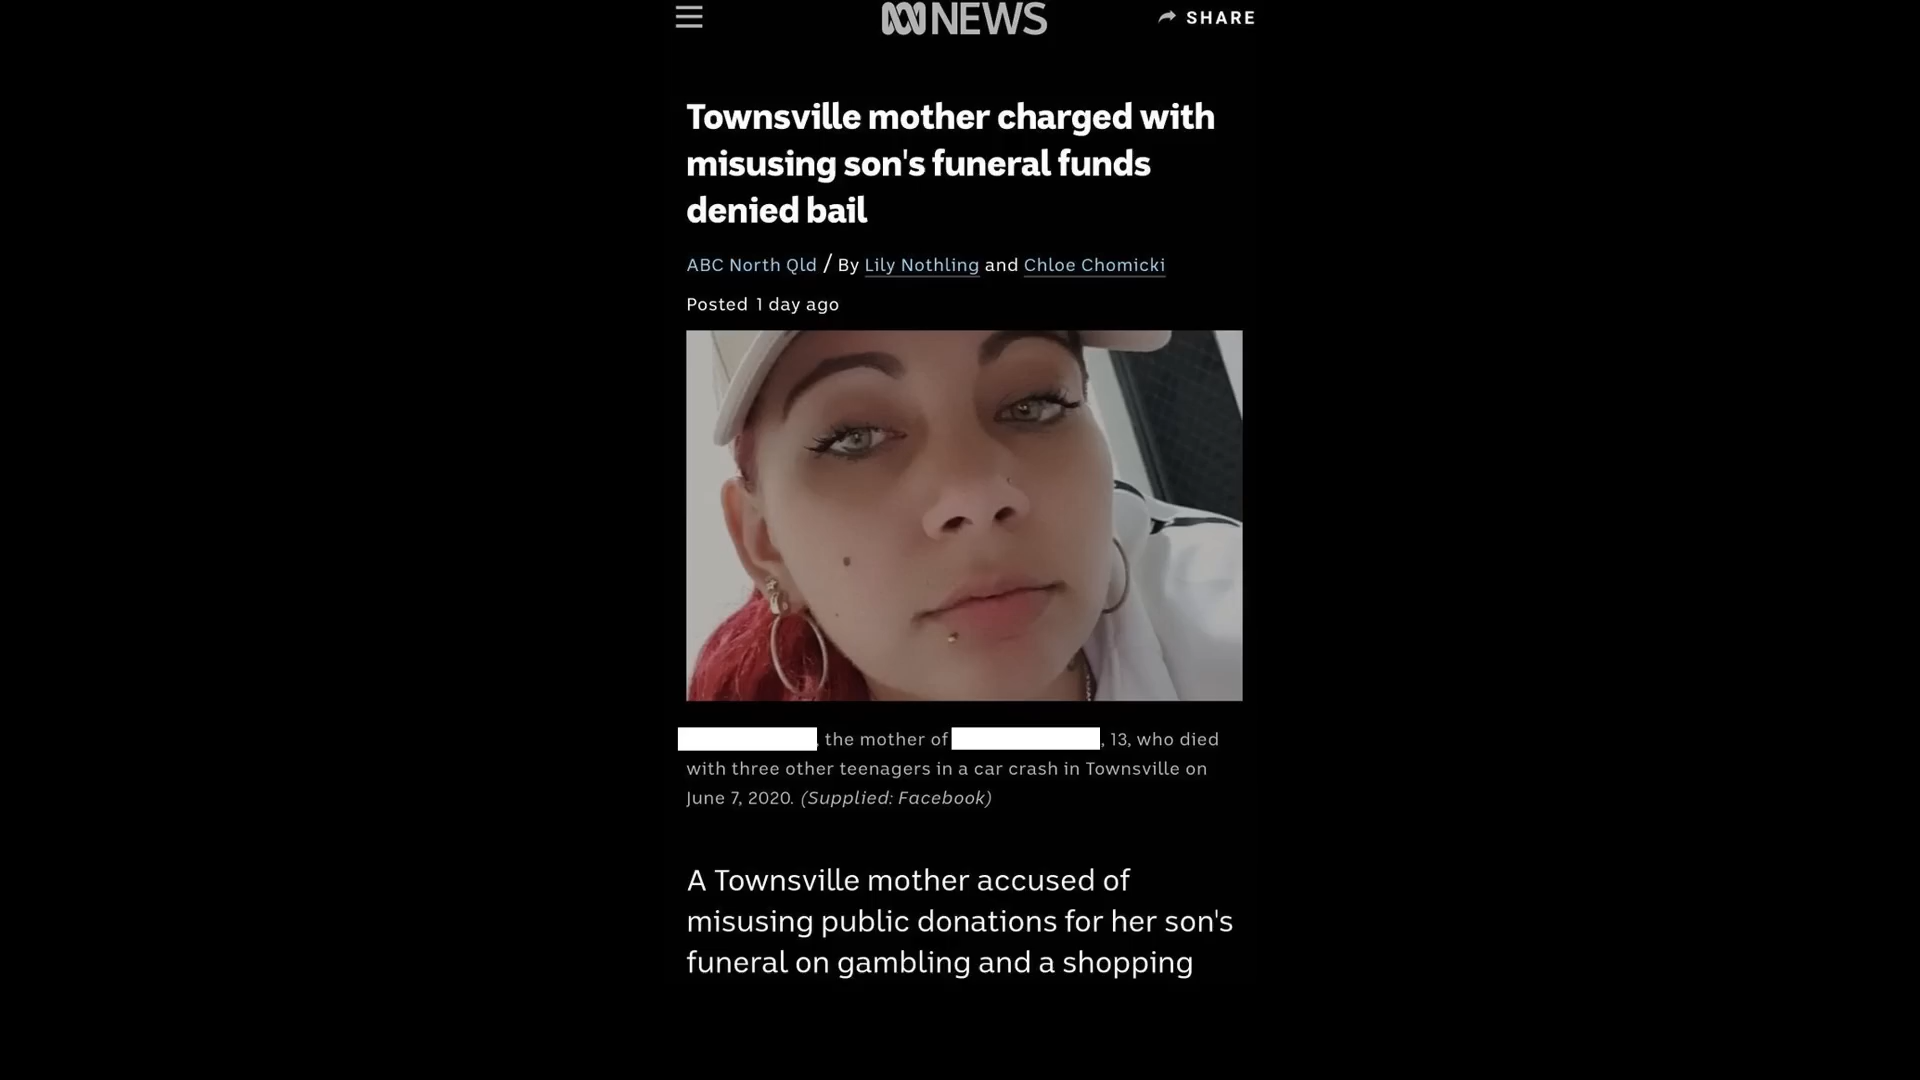 NEWS
SHARE
Townsville mother charged with
misusing son's funeral funds
denied bail
ABC North Qld / By Lily Nothling and Chloe Chomicki
Posted 1 day ago
, the mother of , 13, who died
with three other teenagers in a car crash in Townsville on
June 7, 2020. (Supplied: Facebook)
A Townsville mother accused of
misusing public donations for her son's
funeral on gambling and a shopping